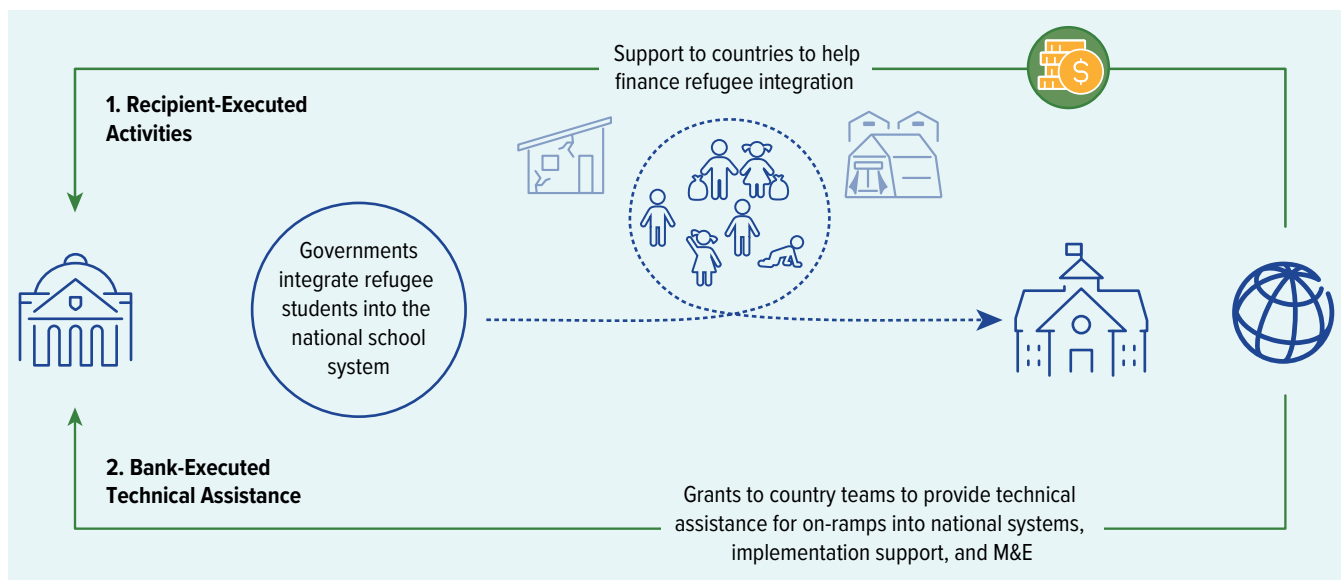 Support to countries to help
finance refugee integration
$
1. Recipient-Executed
Activities
Governments
integrate refugee
students into the
national school
system
2. Bank-Executed
Technical Assistance
Grants to country teams to provide technical
assistance for on-ramps into national systems,
implementation support, and M&E